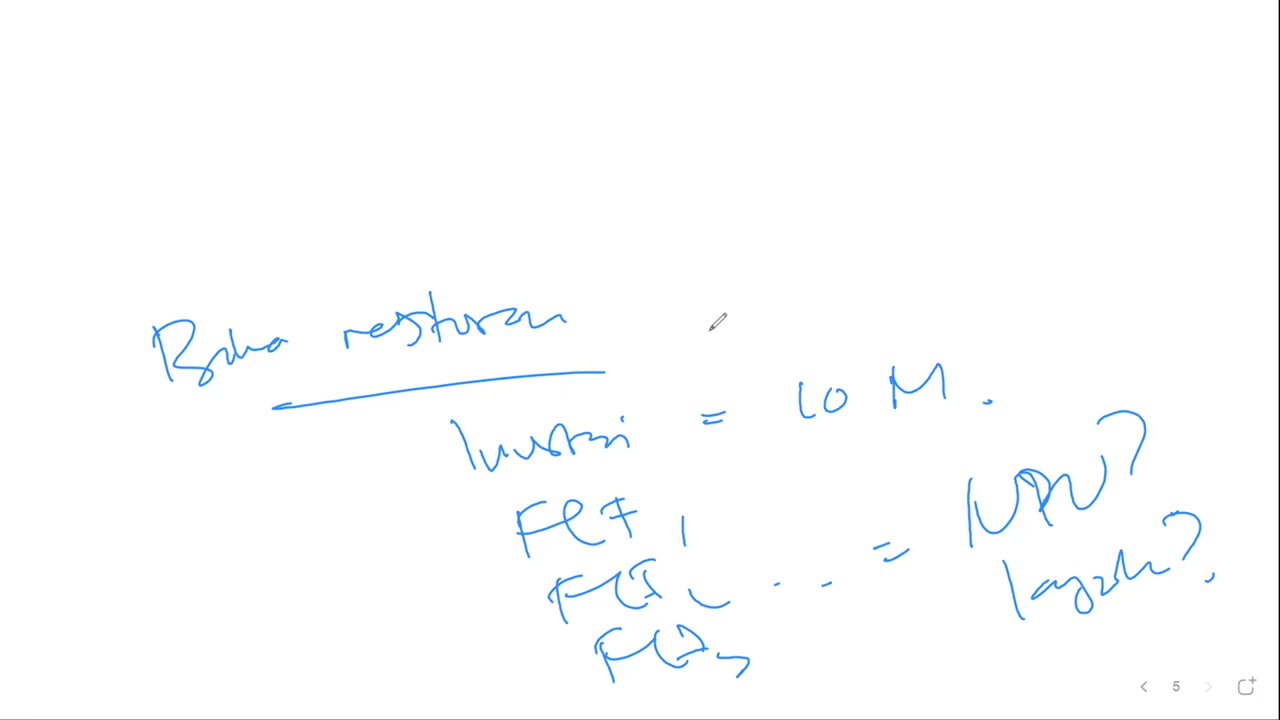 Buka restoran
Investasi = 10 M.
FCF 1
FCF 2 . . = NPV?
FCF 3 layak?
5